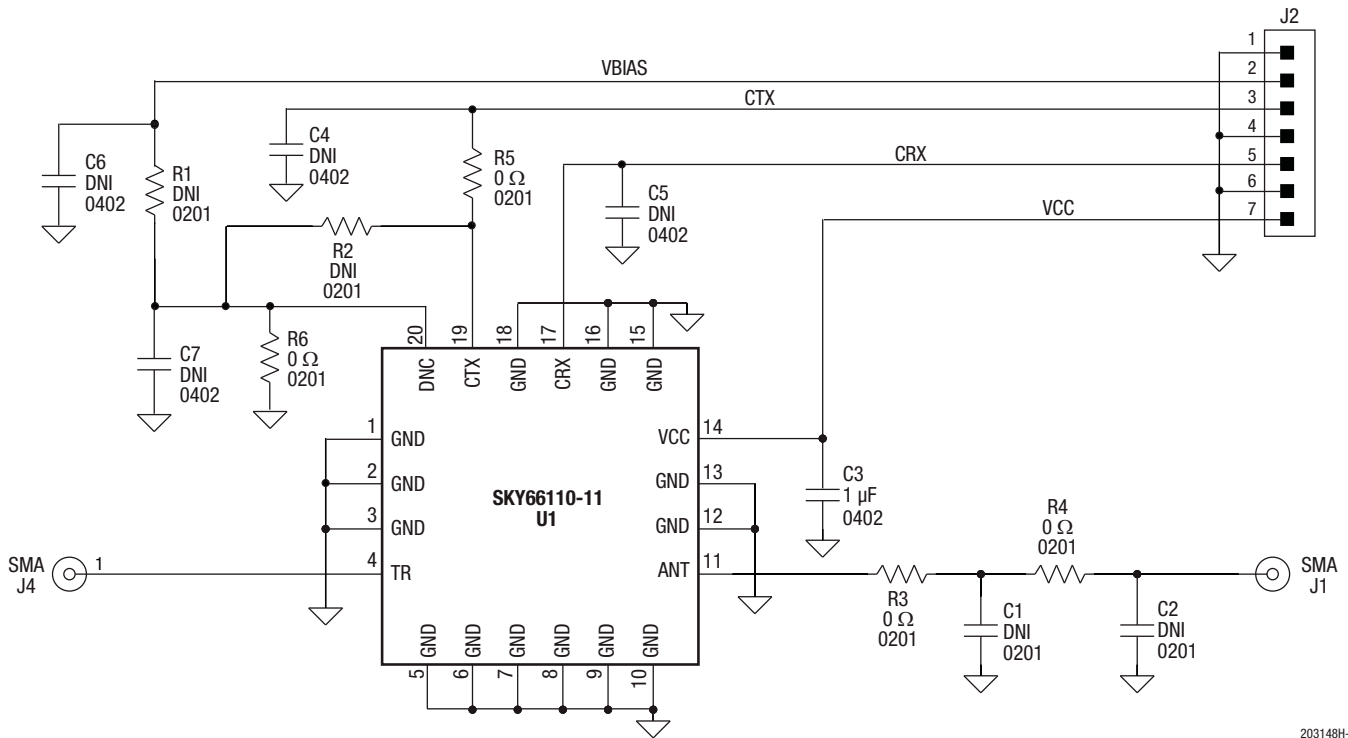 J2
1
VBIAS
2
CTX
3
4
CRX
5
6
VCC
7
C6
DNI
0402
R1
DNI
0201
C4
DNI
0402
R5
0 Ω
0201
C5
DNI
0402
R2
DNI
0201
C7
DNI
0402
R6
0 Ω
0201
20
19
18
17
16
15
DNC
CTX
GND
CRX
GND
GND
1
GND
2
GND
3
GND
4
TR
SKY66110-11
U1
VCC
14
GND
13
GND
12
ANT
11
C3
1 µF
0402
SMA
J4
1
R3
0 Ω
0201
R4
0 Ω
0201
C1
DNI
0201
C2
DNI
0201
SMA
J1
GND
GND
GND
GND
GND
GND
5
6
7
8
9
10
203148H-